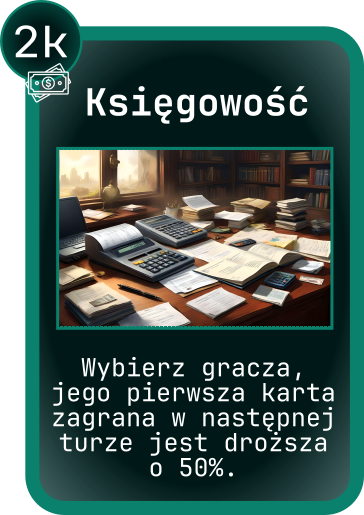 2k
Księgowość
Wybierz gracza,
jego pierwsza karta
zagrana w następnej
turze jest droższa
o 50%.